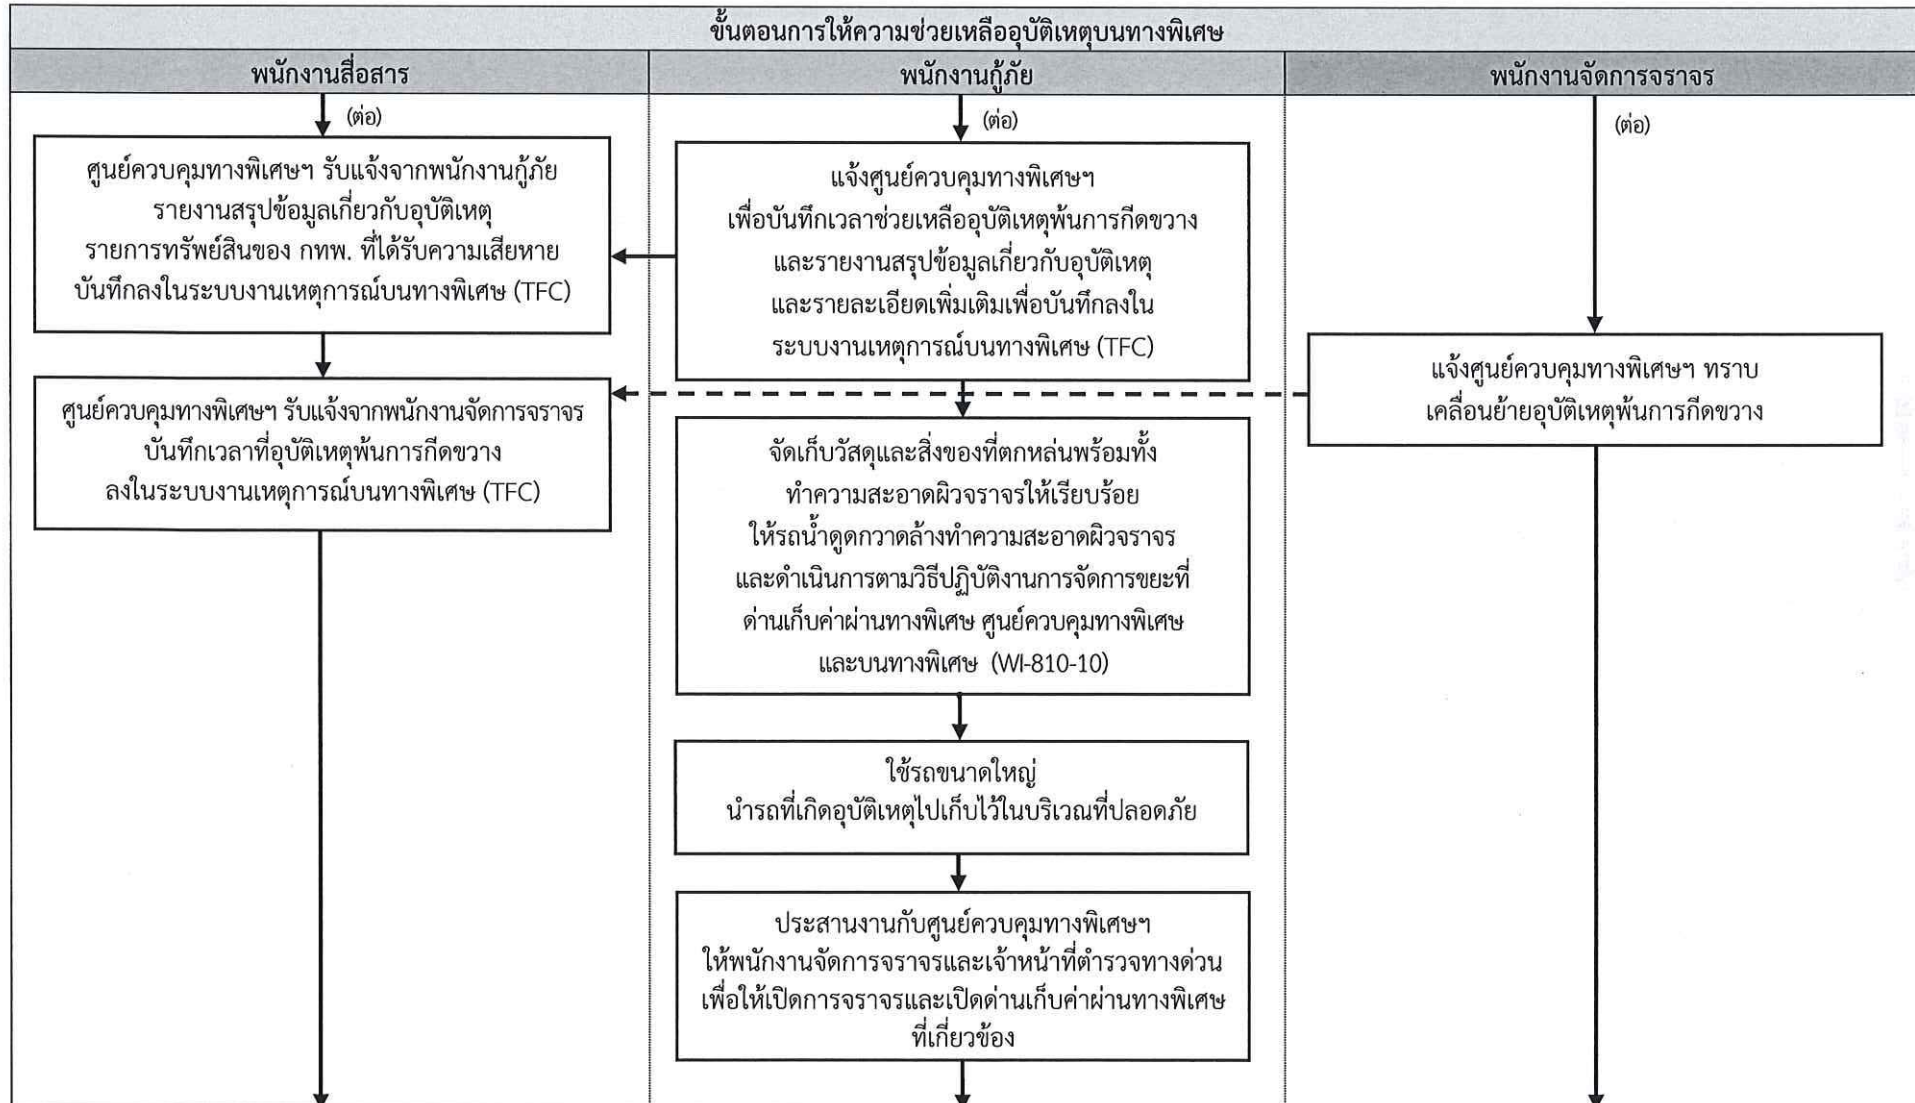 ขั้นตอนการให้ความช่วยเหลืออุบัติเหตุบนทางพิเศษ
พนักงานสื่อสาร
พนักงานกู้ภัย
พนักงานจัดการจราจร
(ต่อ)
(ต่อ)
(ต่อ)
ศูนย์ควบคุมทางพิเศษฯ รับแจ้งจากพนักงานกู้ภัย
รายงานสรุปข้อมูลเกี่ยวกับอุบัติเหตุ
รายการทรัพย์สินของ กทพ. ที่ได้รับความเสียหาย
บันทึกลงในระบบงานเหตุการณ์บนทางพิเศษ (TFC)
แจ้งศูนย์ควบคุมทางพิเศษฯ
เพื่อบันทึกเวลาช่วยเหลืออุบัติเหตุพ้นการกีดขวาง
และรายงานสรุปข้อมูลเกี่ยวกับอุบัติเหตุ
และรายละเอียดเพิ่มเติมเพื่อบันทึกลงใน
ระบบงานเหตุการณ์บนทางพิเศษ (TFC)
แจ้งศูนย์ควบคุมทางพิเศษฯ ทราบ
เคลื่อนย้ายอุบัติเหตุพ้นการกีดขวาง
ศูนย์ควบคุมทางพิเศษฯ รับแจ้งจากพนักงานจัดการจราจร
บันทึกเวลาที่อุบัติเหตุพ้นการกีดขวาง
ลงในระบบงานเหตุการณ์บนทางพิเศษ (TFC)
จัดเก็บวัสดุและสิ่งของที่ตกหล่นพร้อมทั้ง
ทำความสะอาดผิวจราจรให้เรียบร้อย
ให้รถน้ำดูดกวาดล้างทำความสะอาดผิวจราจร
และดำเนินการตามวิธีปฏิบัติงานการจัดการขยะที่
ด่านเก็บค่าผ่านทางพิเศษ ศูนย์ควบคุมทางพิเศษ
และบนทางพิเศษ (WI-810-10)
ใช้รถขนาดใหญ่
นำรถที่เกิดอุบัติเหตุไปเก็บไว้ในบริเวณที่ปลอดภัย
ประสานงานกับศูนย์ควบคุมทางพิเศษฯ
ให้พนักงานจัดการจราจรและเจ้าหน้าที่ตำรวจทางด่วน
เพื่อให้เปิดการจราจรและเปิดด่านเก็บค่าผ่านทางพิเศษ
ที่เกี่ยวข้อง